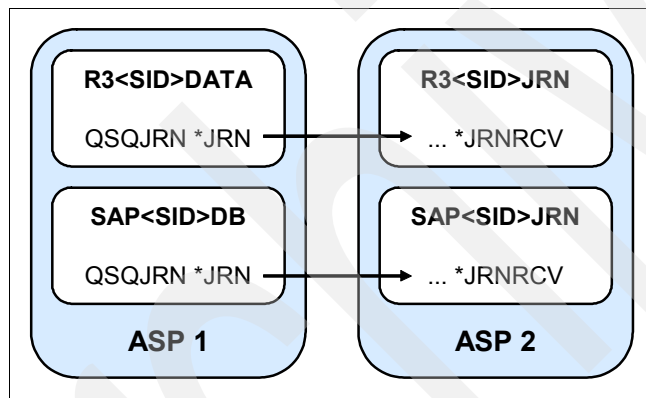 R3<SID>DATA
QSQJRN *JRN
SAP<SID>DB
QSQJRN *JRN
ASP 1
R3<SID>JRN
... *JRNRCV
SAP<SID>JRN
... *JRNRCV
ASP 2